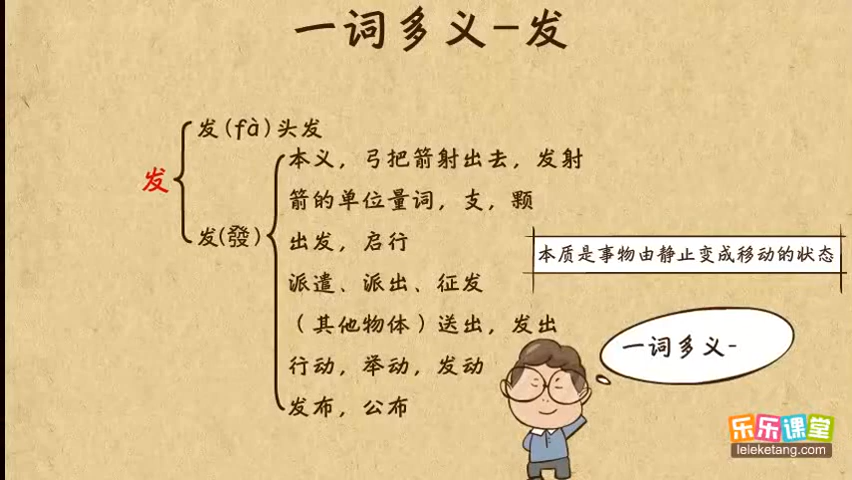 一词多义-发
发(fà)头发
发
发(發)
本义，弓把箭射出去，发射
箭的单位量词，支，颗
出发，启行
派遣、派出、征发
（其他物体）送出，发出
行动，举动，发动
发布，公布
本质是事物由静止变成移动的状态
一词多义-
乐乐课堂
leleketang.com